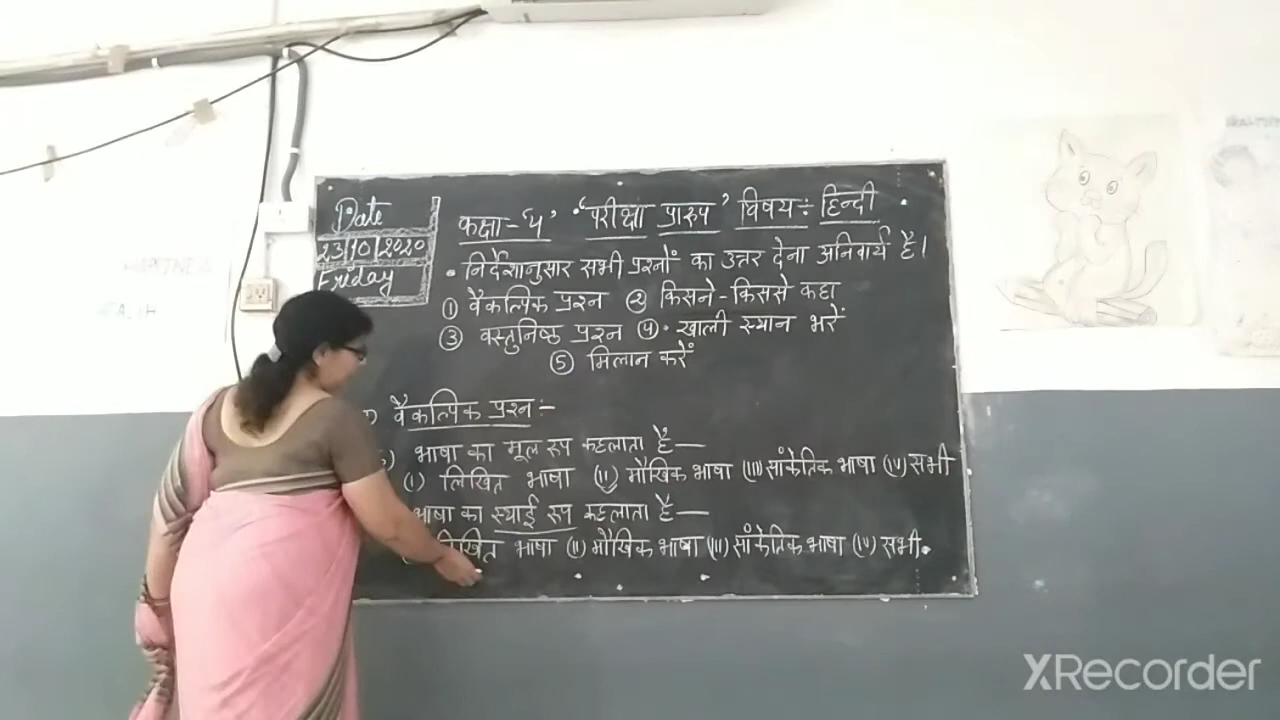 Date
23/10/2020
Friday
कक्षा-'५' "परीक्षा प्रारूप" विषय: हिन्दी
• निर्देशानुसार सभी प्रश्नों का उत्तर देना अनिवार्य है।
① वैकल्पिक प्रश्न ② किसने-किससे कहा
③ वस्तुनिष्ठ प्रश्न ④ खाली स्थान भरें
⑤ मिलान करें
वैकल्पिक प्रश्न :-
भाषा का मूल रूप कहलाता है—
(i) लिखित भाषा (ii) मौखिक भाषा (iii) सांकेतिक भाषा (iv) सभी
भाषा का स्थाई रूप कहलाता है—
लिखित भाषा (ii) मौखिक भाषा (iii) सांकेतिक भाषा (iv) सभी.
XRecorder